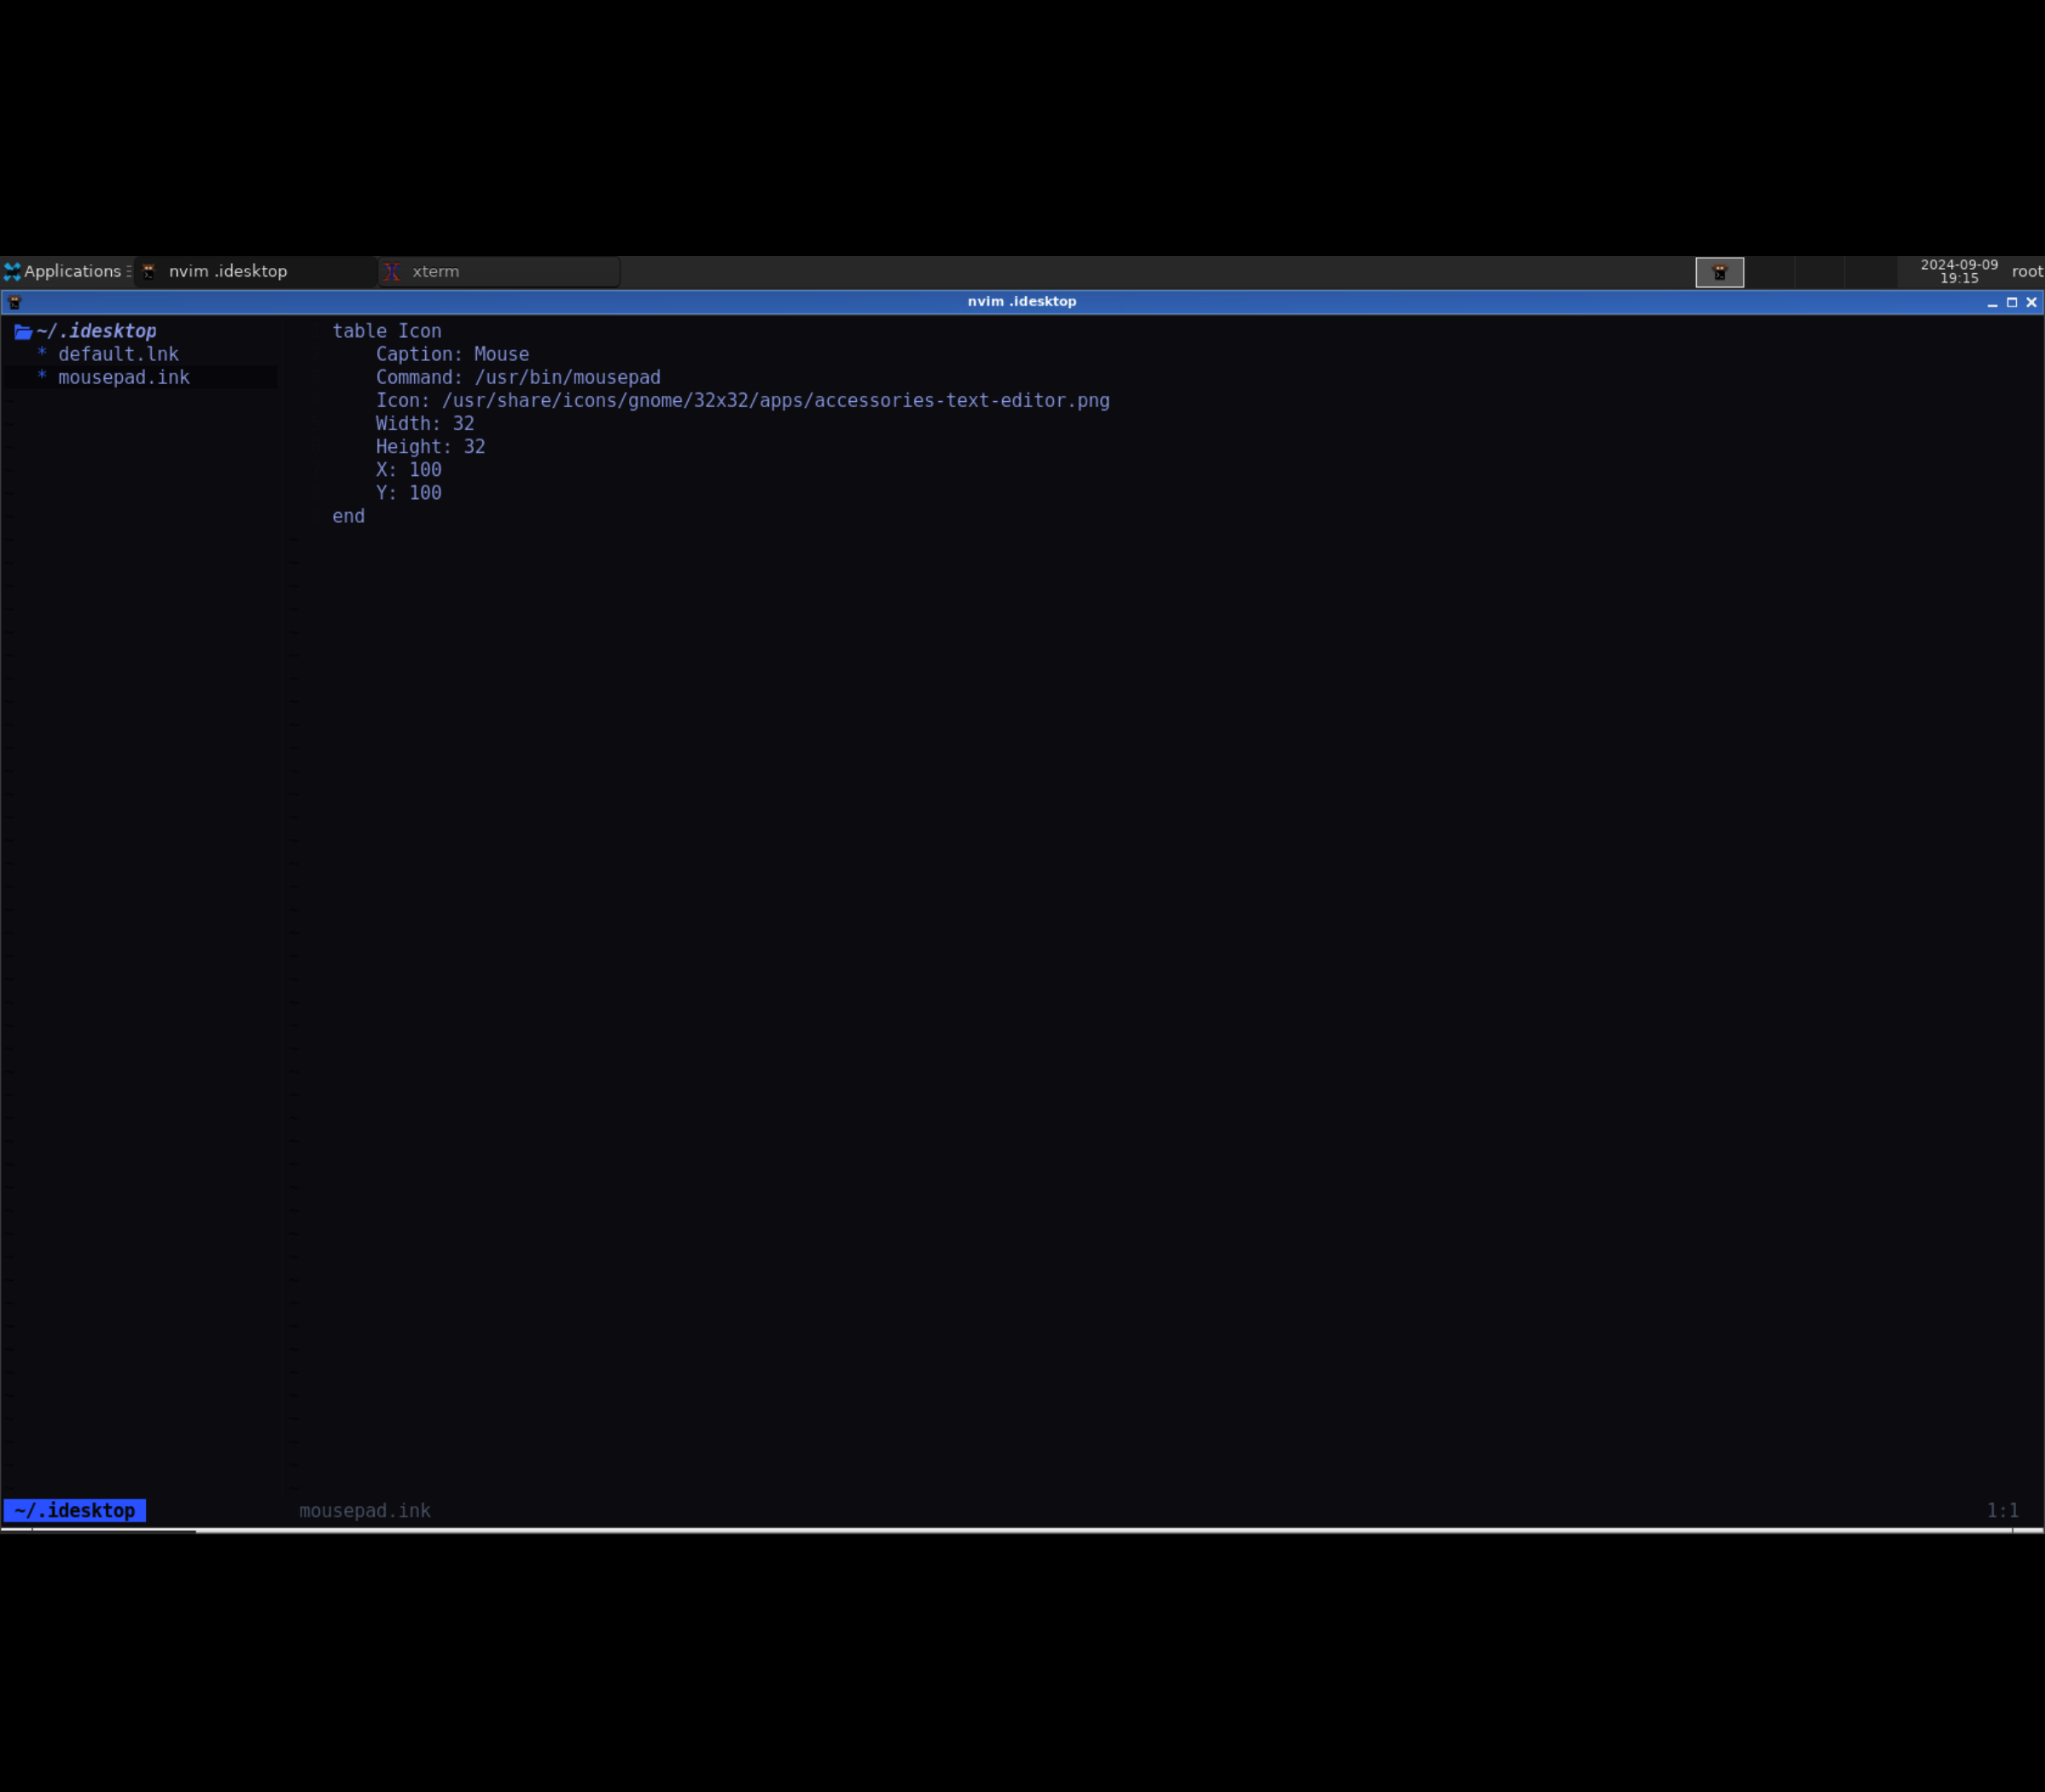 Applications nvim .idesktop xterm 2024-09-09 19:15 root
nvim .idesktop
~/.idesktop
* default.lnk
* mousepad.ink
table Icon
Caption: Mouse
Command: /usr/bin/mousepad
Icon: /usr/share/icons/gnome/32x32/apps/accessories-text-editor.png
Width: 32
Height: 32
X: 100
Y: 100
end
~/.idesktop mousepad.ink 1:1